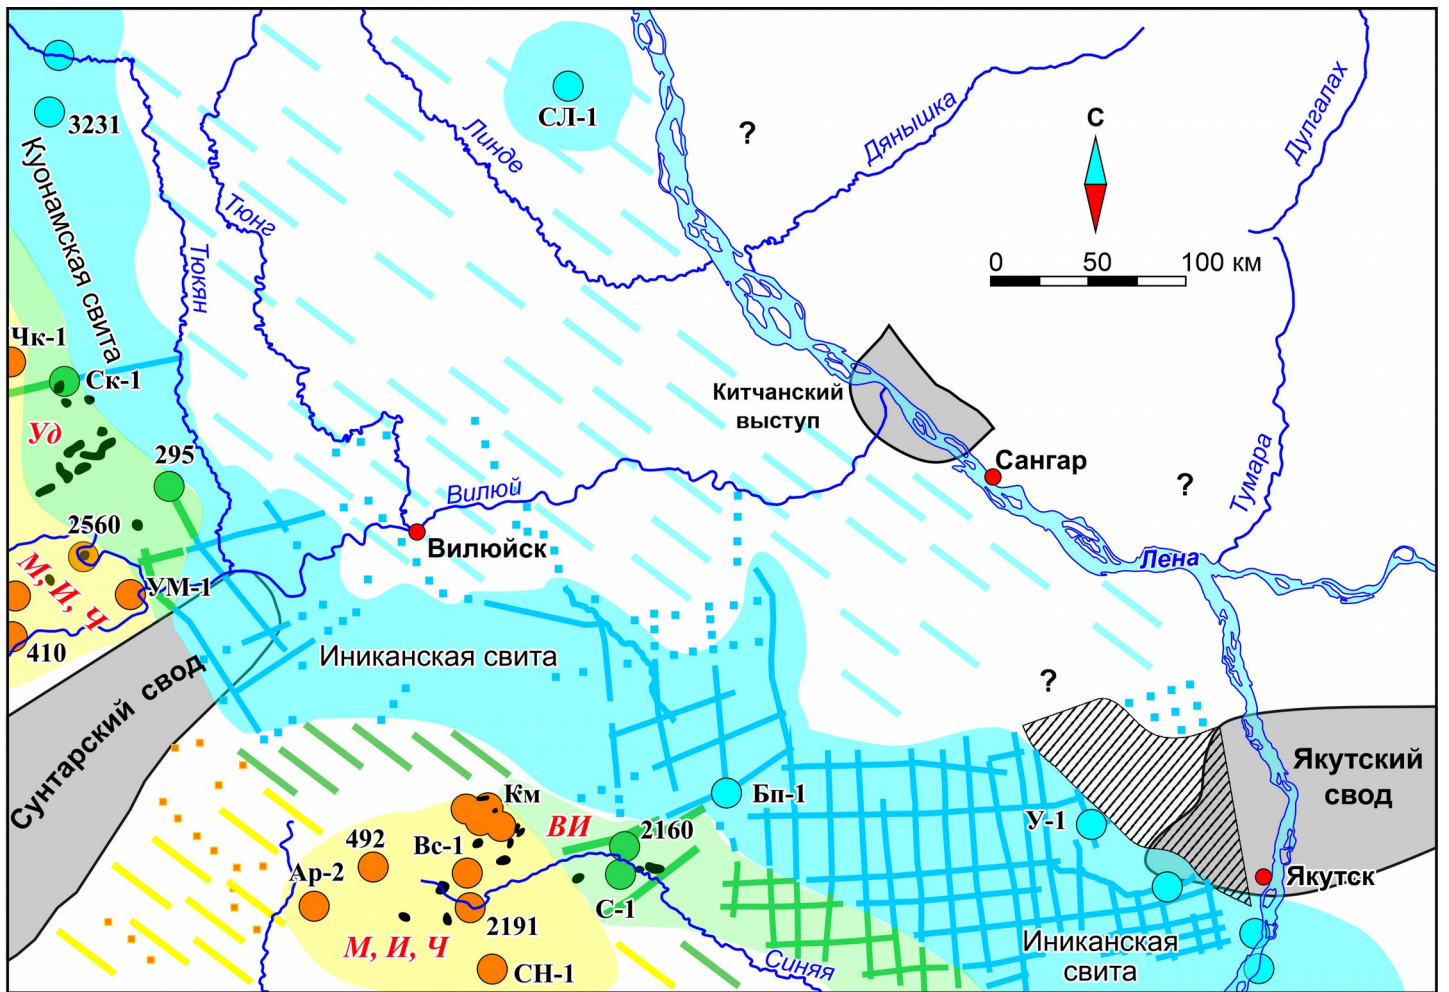 СЛ-1
3231
?
С
Дянышка
Дулгалах
Линде
Куонамская свита
Тюнг
Тюкян
0 50 100 км
Чк-1
Ск-1
Китчанский
выступ
Уд
295
Сангар
?
Тумара
Вилюй
2560
Вилюйск
М, И, Ч
УМ-1
Лена
410
Иниканская свита
?
Сунтарский свод
Якутский
свод
Км
Бп-1
ВИ
2160
У-1
492
Вс-1
Ар-2
Якутск
С-1
2191
М, И, Ч
Иниканская
свита
СН-1
Синяя